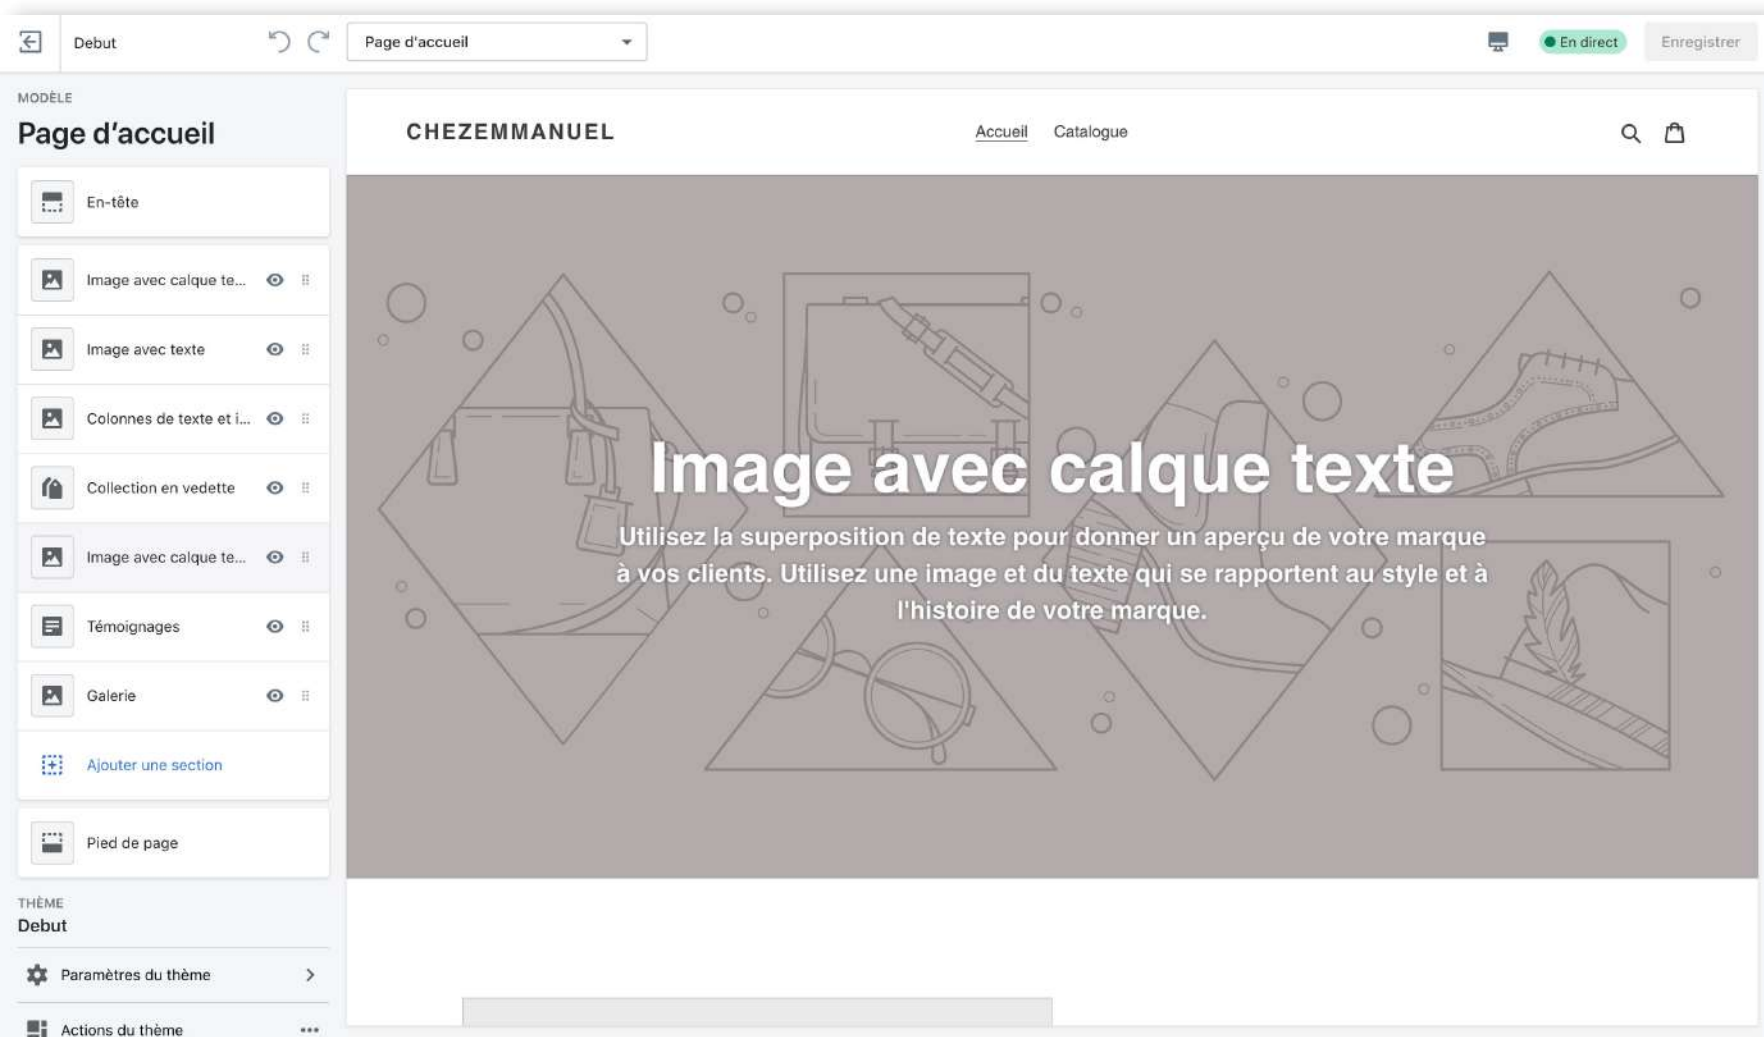 Debut
Page d'accueil
En direct
Enregistrer
MODÈLE
Page d'accueil
En-tête
Image avec calque te...
Image avec texte
Colonnes de texte et i...
Collection en vedette
Image avec calque te...
Témoignages
Galerie
Ajouter une section
Pied de page
THÈME
Debut
Paramètres du thème
Actions du thème
CHEZEMMANUEL
Accueil
Catalogue
Image avec calque texte
Utilisez la superposition de texte pour donner un aperçu de votre marque
à vos clients. Utilisez une image et du texte qui se rapportent au style et à
l'histoire de votre marque.